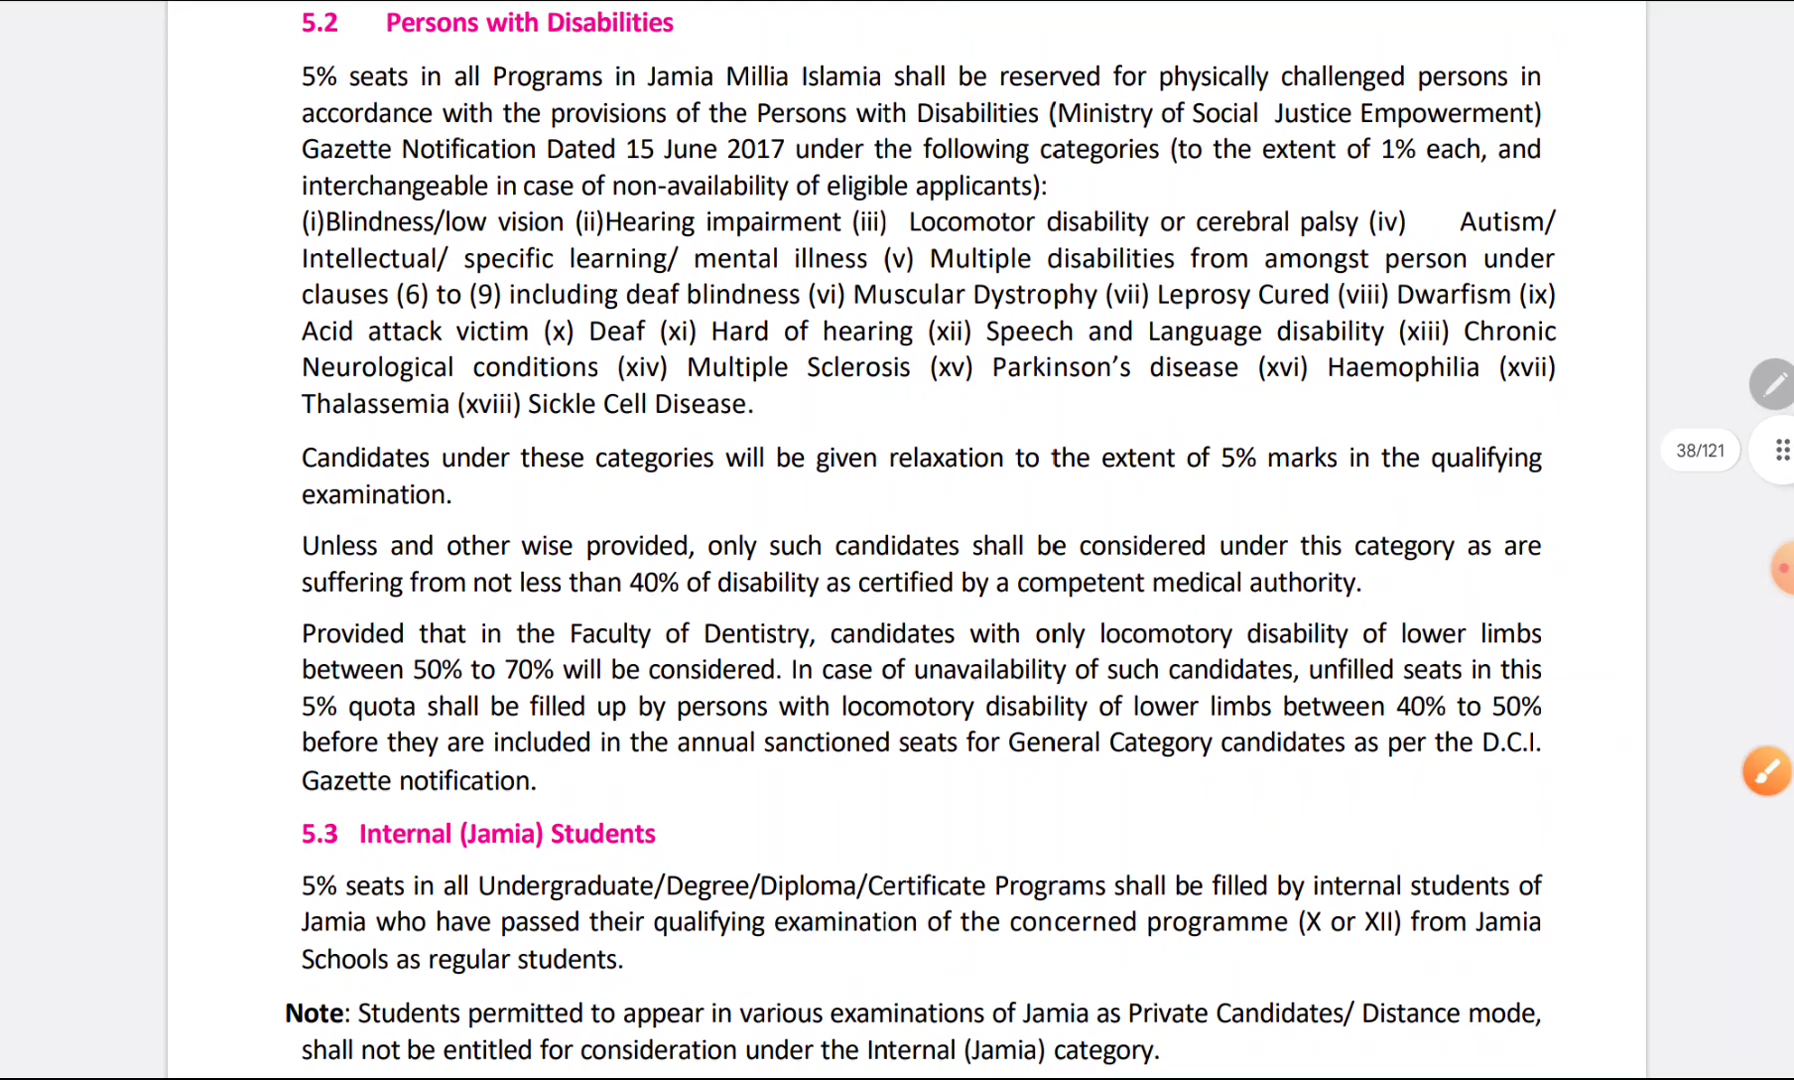 5.2 Persons with Disabilities
5% seats in all Programs in Jamia Millia Islamia shall be reserved for physically challenged persons in
accordance with the provisions of the Persons with Disabilities (Ministry of Social Justice Empowerment)
Gazette Notification Dated 15 June 2017 under the following categories (to the extent of 1% each, and
interchangeable in case of non-availability of eligible applicants):
(i)Blindness/low vision (ii)Hearing impairment (iii) Locomotor disability or cerebral palsy (iv) Autism/
Intellectual/ specific learning/ mental illness (v) Multiple disabilities from amongst person under
clauses (6) to (9) including deaf blindness (vi) Muscular Dystrophy (vii) Leprosy Cured (viii) Dwarfism (ix)
Acid attack victim (x) Deaf (xi) Hard of hearing (xii) Speech and Language disability (xiii) Chronic
Neurological conditions (xiv) Multiple Sclerosis (xv) Parkinson’s disease (xvi) Haemophilia (xvii)
Thalassemia (xviii) Sickle Cell Disease.
Candidates under these categories will be given relaxation to the extent of 5% marks in the qualifying
examination.
38/121
Unless and other wise provided, only such candidates shall be considered under this category as are
suffering from not less than 40% of disability as certified by a competent medical authority.
Provided that in the Faculty of Dentistry, candidates with only locomotory disability of lower limbs
between 50% to 70% will be considered. In case of unavailability of such candidates, unfilled seats in this
5% quota shall be filled up by persons with locomotory disability of lower limbs between 40% to 50%
before they are included in the annual sanctioned seats for General Category candidates as per the D.C.I.
Gazette notification.
5.3 Internal (Jamia) Students
5% seats in all Undergraduate/Degree/Diploma/Certificate Programs shall be filled by internal students of
Jamia who have passed their qualifying examination of the concerned programme (X or XII) from Jamia
Schools as regular students.
Note: Students permitted to appear in various examinations of Jamia as Private Candidates/ Distance mode,
shall not be entitled for consideration under the Internal (Jamia) category.